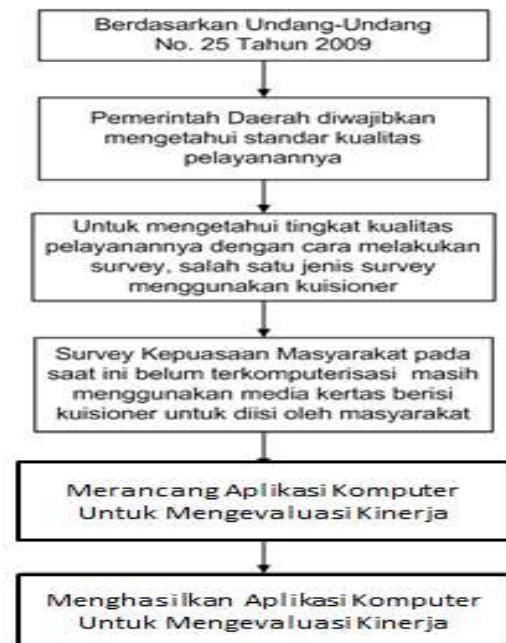 Berdasarkan Undang-Undang
No. 25 Tahun 2009
Pemerintah Daerah diwajibkan
mengetahui standar kualitas
pelayanannya
Untuk mengetahui tingkat kualitas
pelayanannya dengan cara melakukan
survey, salah satu jenis survey
menggunakan kuisioner
Survey Kepuasaan Masyarakat pada
saat ini belum terkomputerisasi masih
menggunakan media kertas berisi
kuisioner untuk diisi oleh masyarakat
Merancang Aplikasi Komputer
Untuk Mengevaluasi Kinerja
Menghasilkan Aplikasi Komputer
Untuk Mengevaluasi Kinerja